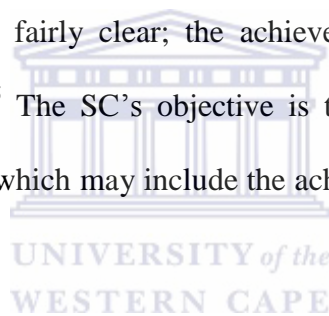 fairly clear; the achieve
The SC's objective is t
which may include the ach
UNIVERSITY of the
WESTERN CAPE